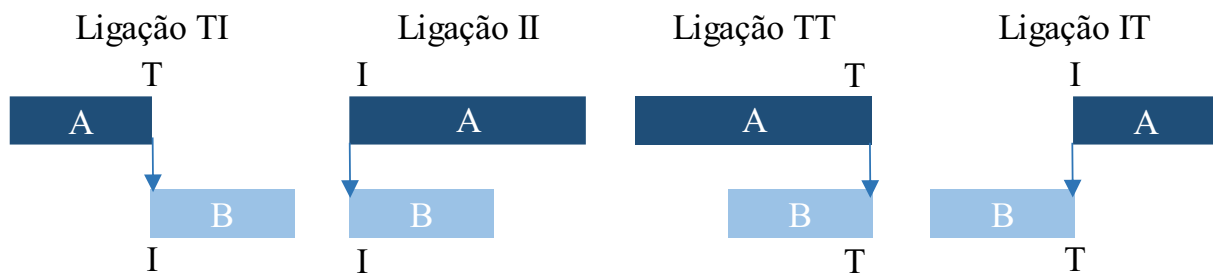 Ligação TI Ligação II Ligação TT Ligação IT
T I T I
A A A A
B B B B
I I T T